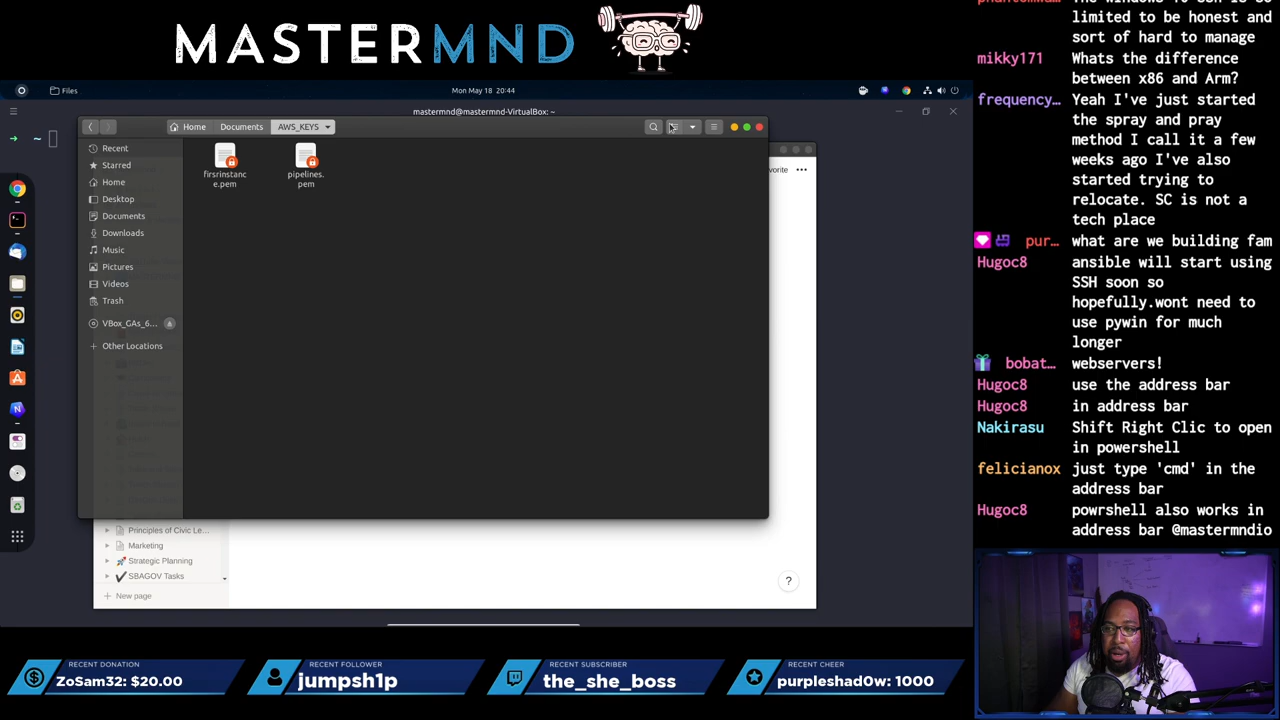 MASTERMND
Files
Mon May 18 20:44
mastermnd@mastermnd-VirtualBox: ~
~
Home
Documents
AWS_KEYS
Recent
Starred
Home
Desktop
Documents
Downloads
Music
Pictures
Videos
Trash
VBox_GAs_6...
+ Other Locations
firsrinstanc
e.pem
pipelines.
pem
vorite
Principles of Civic Le...
Marketing
Strategic Planning
SBAGOV Tasks
+ New page
?
limited to be honest and
sort of hard to manage
mikky171 Whats the difference
between x86 and Arm?
frequency… Yeah I've just started
the spray and pray
method I call it a few
weeks ago I've also
started trying to
relocate. SC is not a
tech place
pur… what are we building fam
Hugoc8 ansible will start using
SSH soon so
hopefully.wont need to
use pywin for much
longer
bobat… webservers!
Hugoc8 use the address bar
Hugoc8 in address bar
Nakirasu Shift Right Clic to open
in powershell
felicianox just type 'cmd' in the
address bar
Hugoc8 powrshell also works in
address bar @mastermndio
RECENT DONATION
ZoSam32: $20.00
RECENT FOLLOWER
jumpsh1p
RECENT SUBSCRIBER
the_she_boss
RECENT CHEER
purpleshad0w: 1000